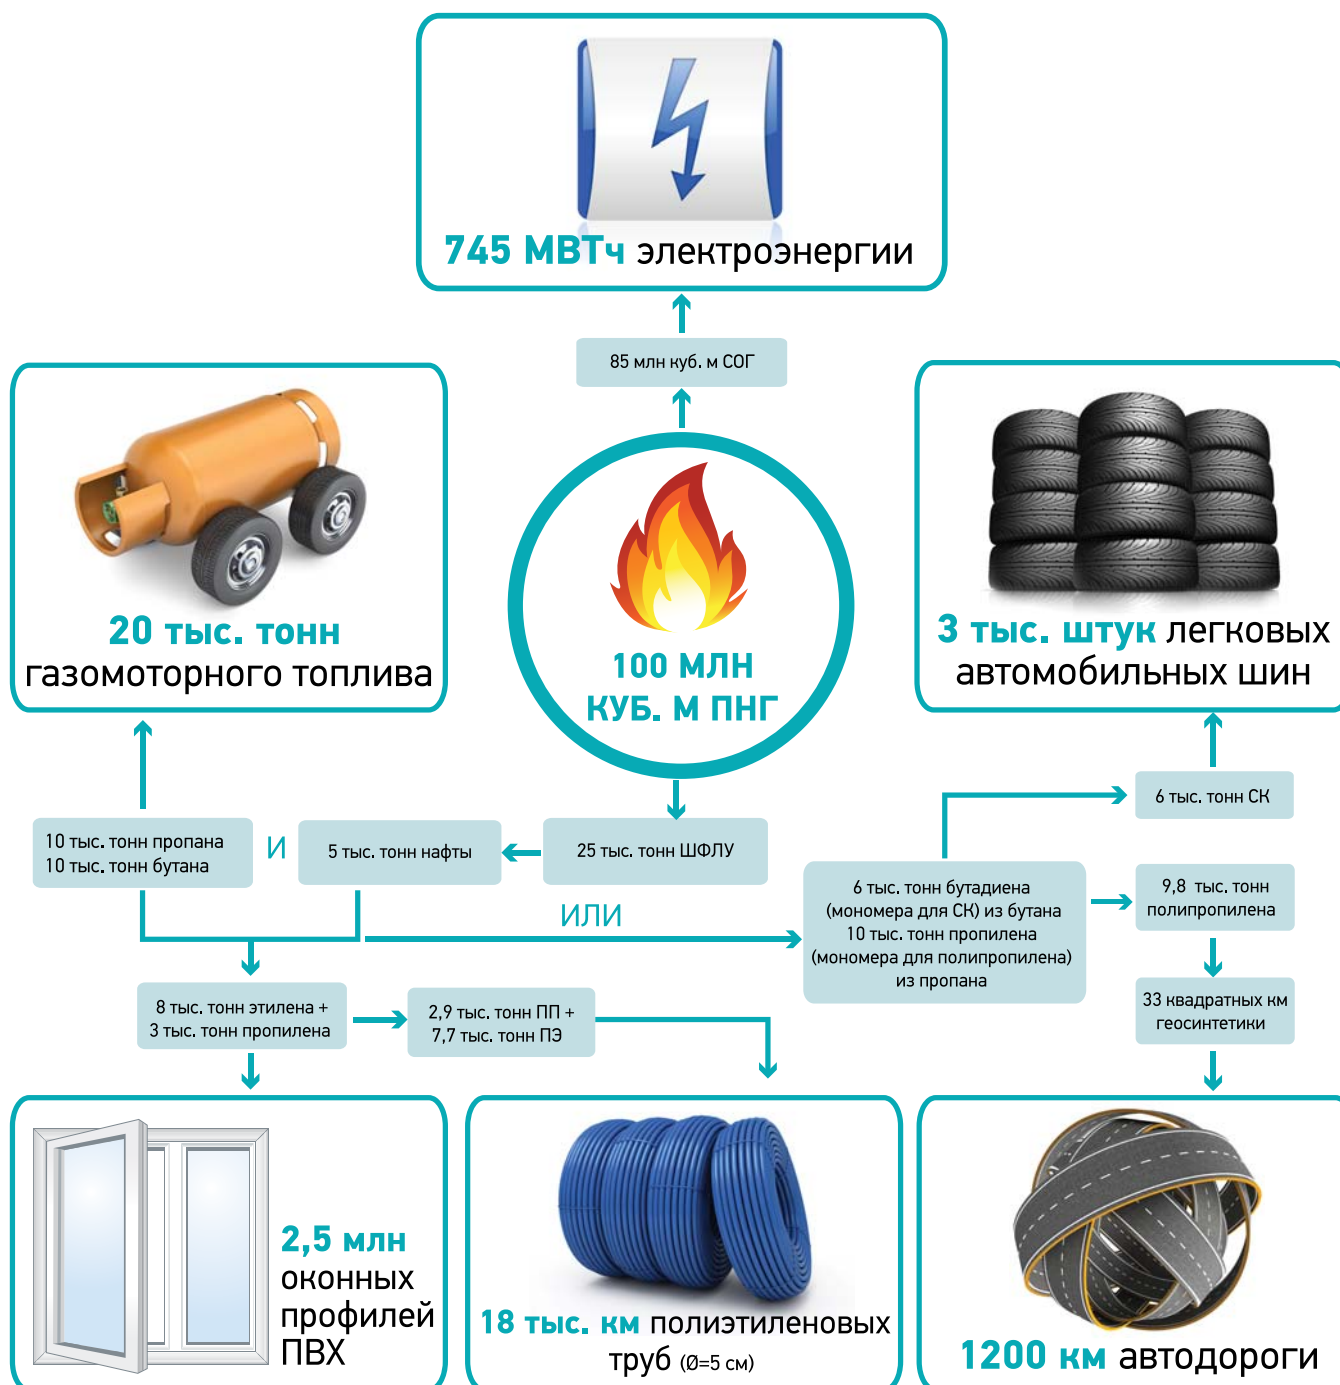 745 МВТч электроэнергии
85 млн куб. м СОГ
20 тыс. тонн
газомоторного топлива
100 МЛН
КУБ. М ПНГ
3 тыс. штук легковых
автомобильных шин
10 тыс. тонн пропана
10 тыс. тонн бутана
И
5 тыс. тонн нафты
25 тыс. тонн ШФЛУ
6 тыс. тонн СК
ИЛИ
6 тыс. тонн бутадиена
(мономера для СК) из бутана
10 тыс. тонн пропилена
(мономера для полипропилена)
из пропана
9,8 тыс. тонн
полипропилена
8 тыс. тонн этилена +
3 тыс. тонн пропилена
2,9 тыс. тонн ПП +
7,7 тыс. тонн ПЭ
33 квадратных км
геосинтетики
2,5 млн
оконных
профилей
ПВХ
18 тыс. км полиэтиленовых
труб (Ø=5 см)
1200 км автодороги